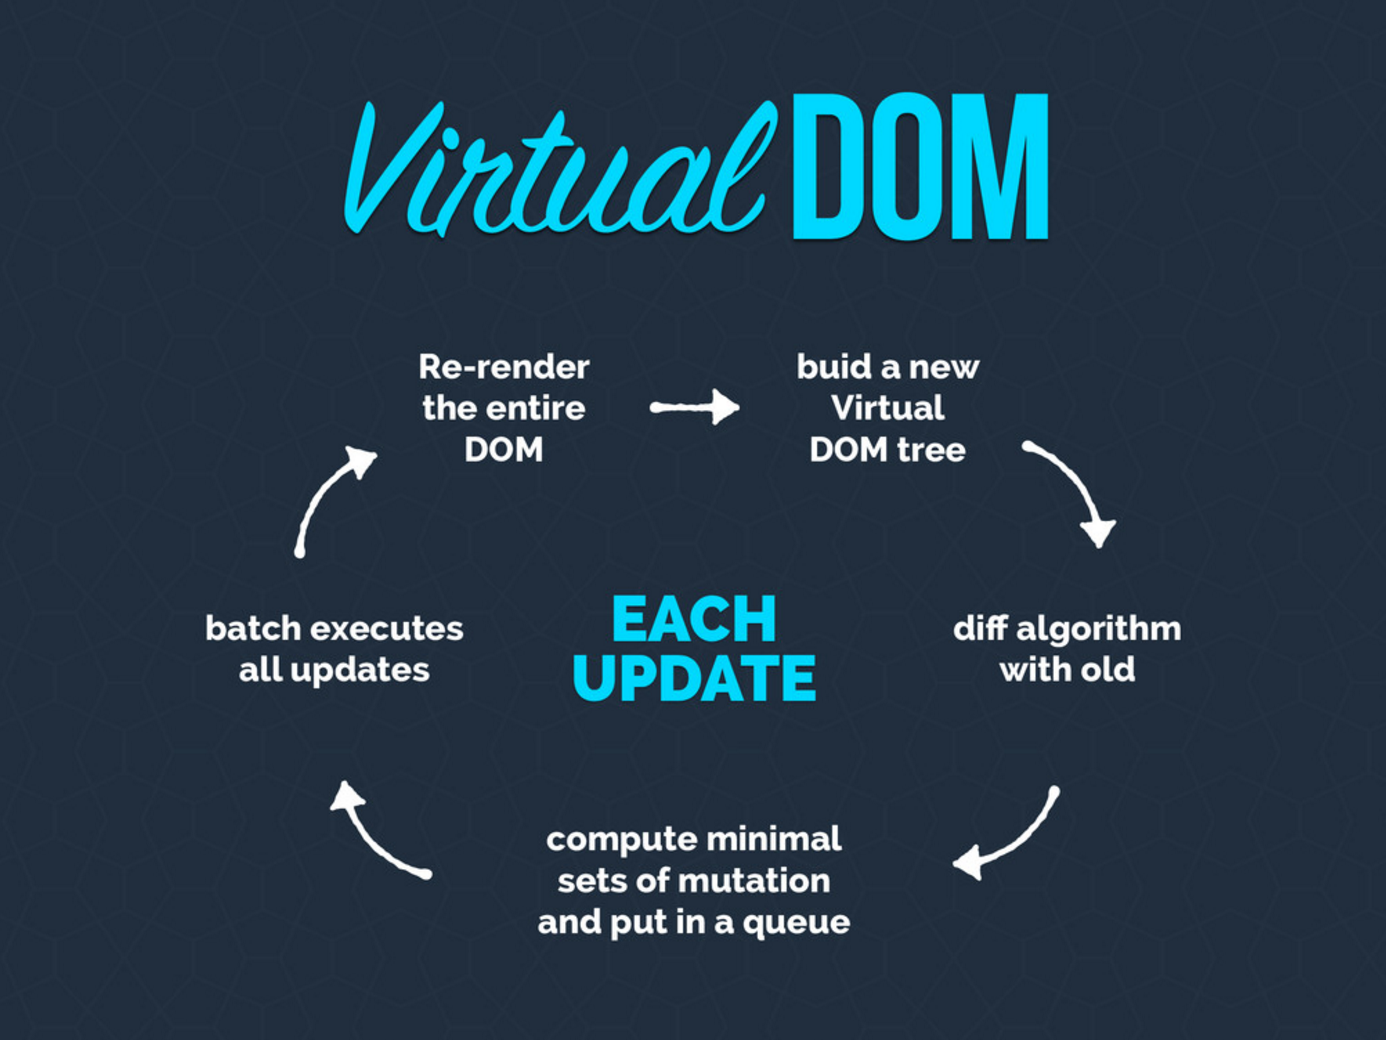 Virtual DOM
Re-render
the entire
DOM
buid a new
Virtual
DOM tree
diff algorithm
with old
compute minimal
sets of mutation
and put in a queue
batch executes
all updates
EACH
UPDATE